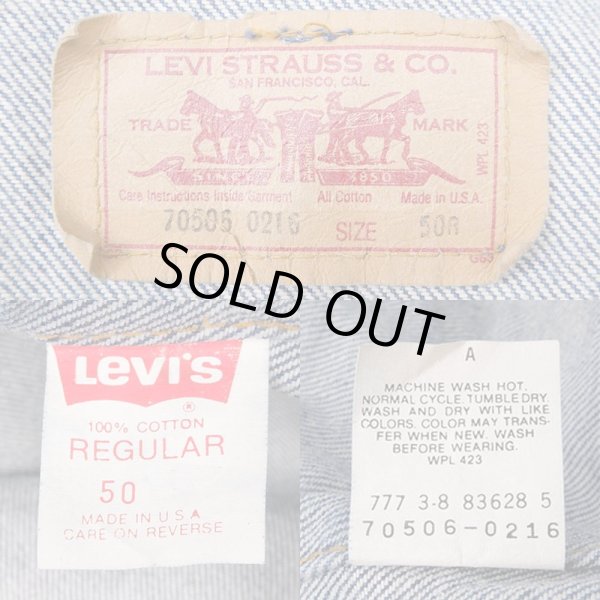 LEVI STRAUSS & CO.
SAN FRANCISCO, CAL.
TRADE MARK
WPL 423
SINCE 1850
Care Instructions Inside Garment All Cotton Made in U.S.A.
70506 0216 SIZE 50R
SOLD OUT
Levi's
®
100% COTTON
REGULAR
50
MADE IN U.S.A
CARE ON REVERSE
A
MACHINE WASH HOT.
NORMAL CYCLE. TUMBLE DRY.
WASH AND DRY WITH LIKE
COLORS. COLOR MAY TRANS-
FER WHEN NEW. WASH
BEFORE WEARING.
WPL 423
777 3-8 83628 5
70506-0216